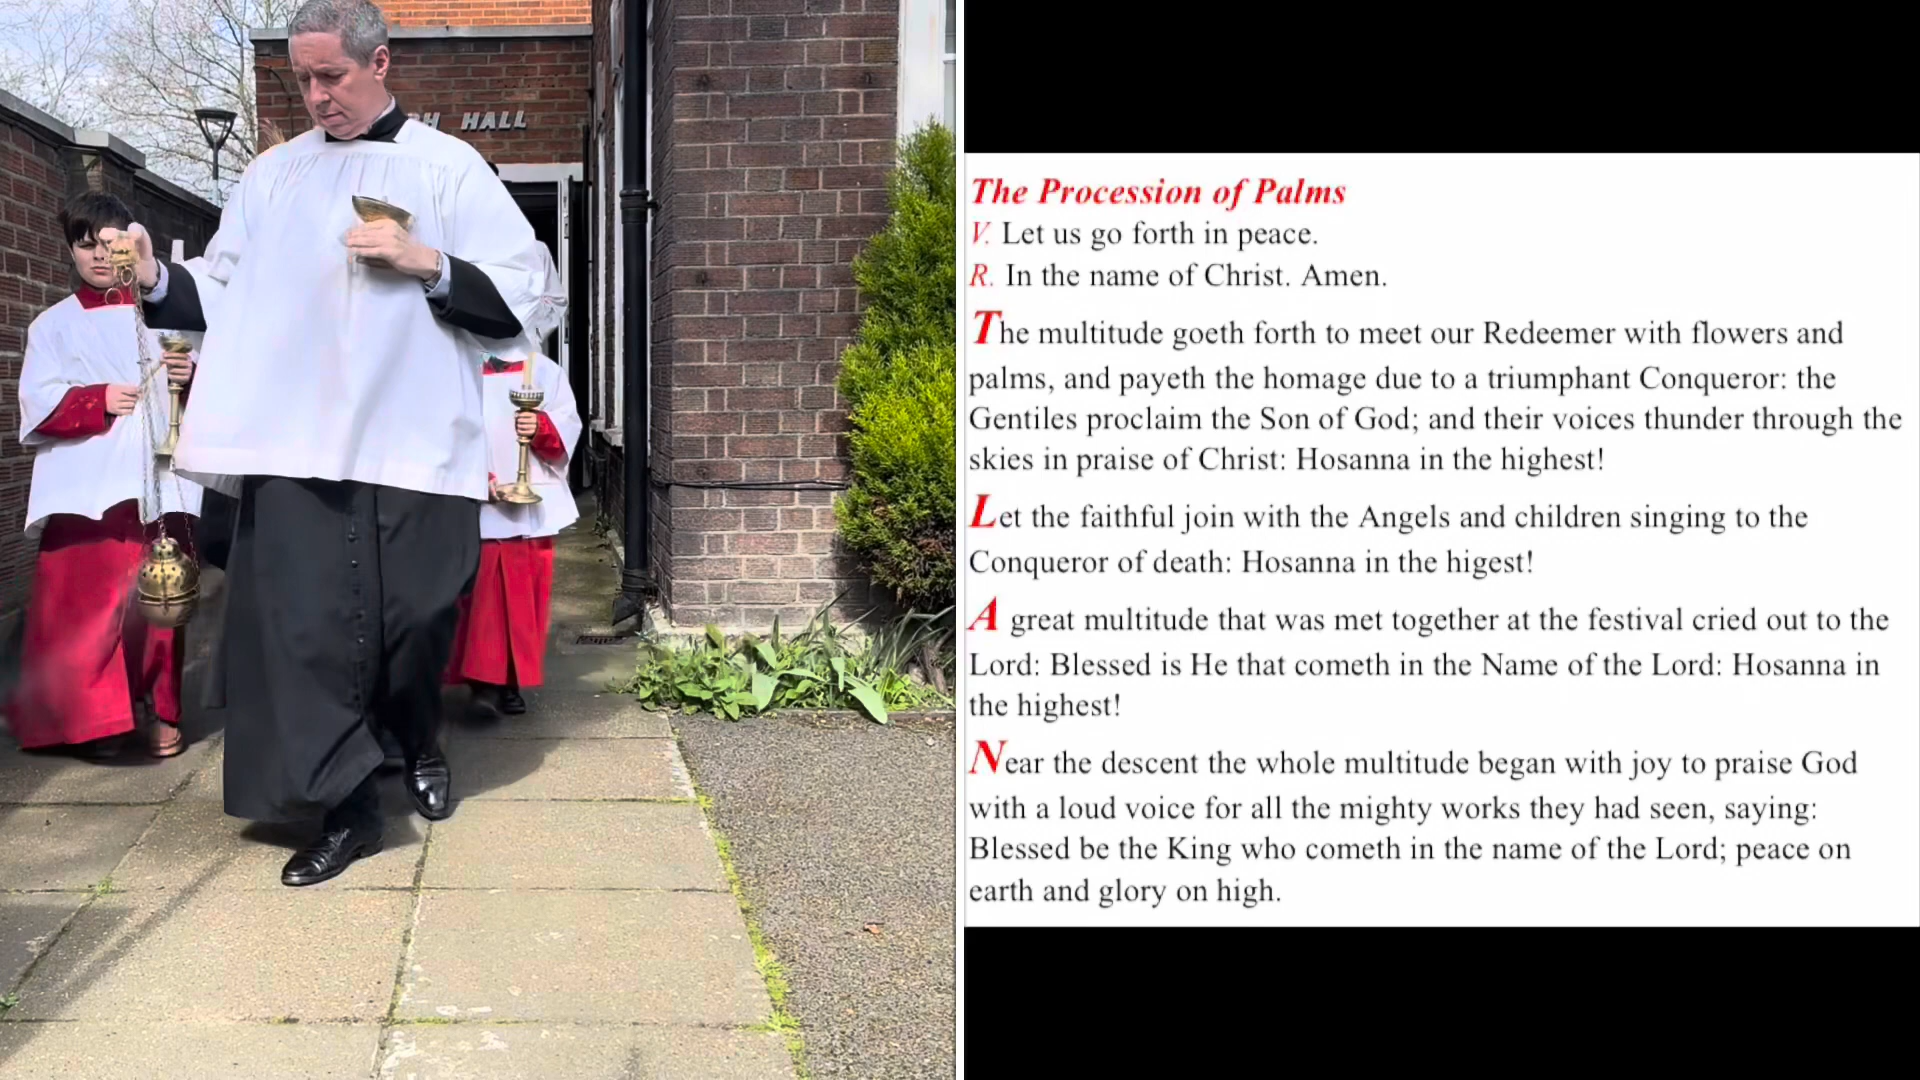 H HALL
The Procession of Palms
V. Let us go forth in peace.
R. In the name of Christ. Amen.
The multitude goeth forth to meet our Redeemer with flowers and
palms, and payeth the homage due to a triumphant Conqueror: the
Gentiles proclaim the Son of God; and their voices thunder through the
skies in praise of Christ: Hosanna in the highest!
Let the faithful join with the Angels and children singing to the
Conqueror of death: Hosanna in the higest!
A great multitude that was met together at the festival cried out to the
Lord: Blessed is He that cometh in the Name of the Lord: Hosanna in
the highest!
Near the descent the whole multitude began with joy to praise God
with a loud voice for all the mighty works they had seen, saying:
Blessed be the King who cometh in the name of the Lord; peace on
earth and glory on high.